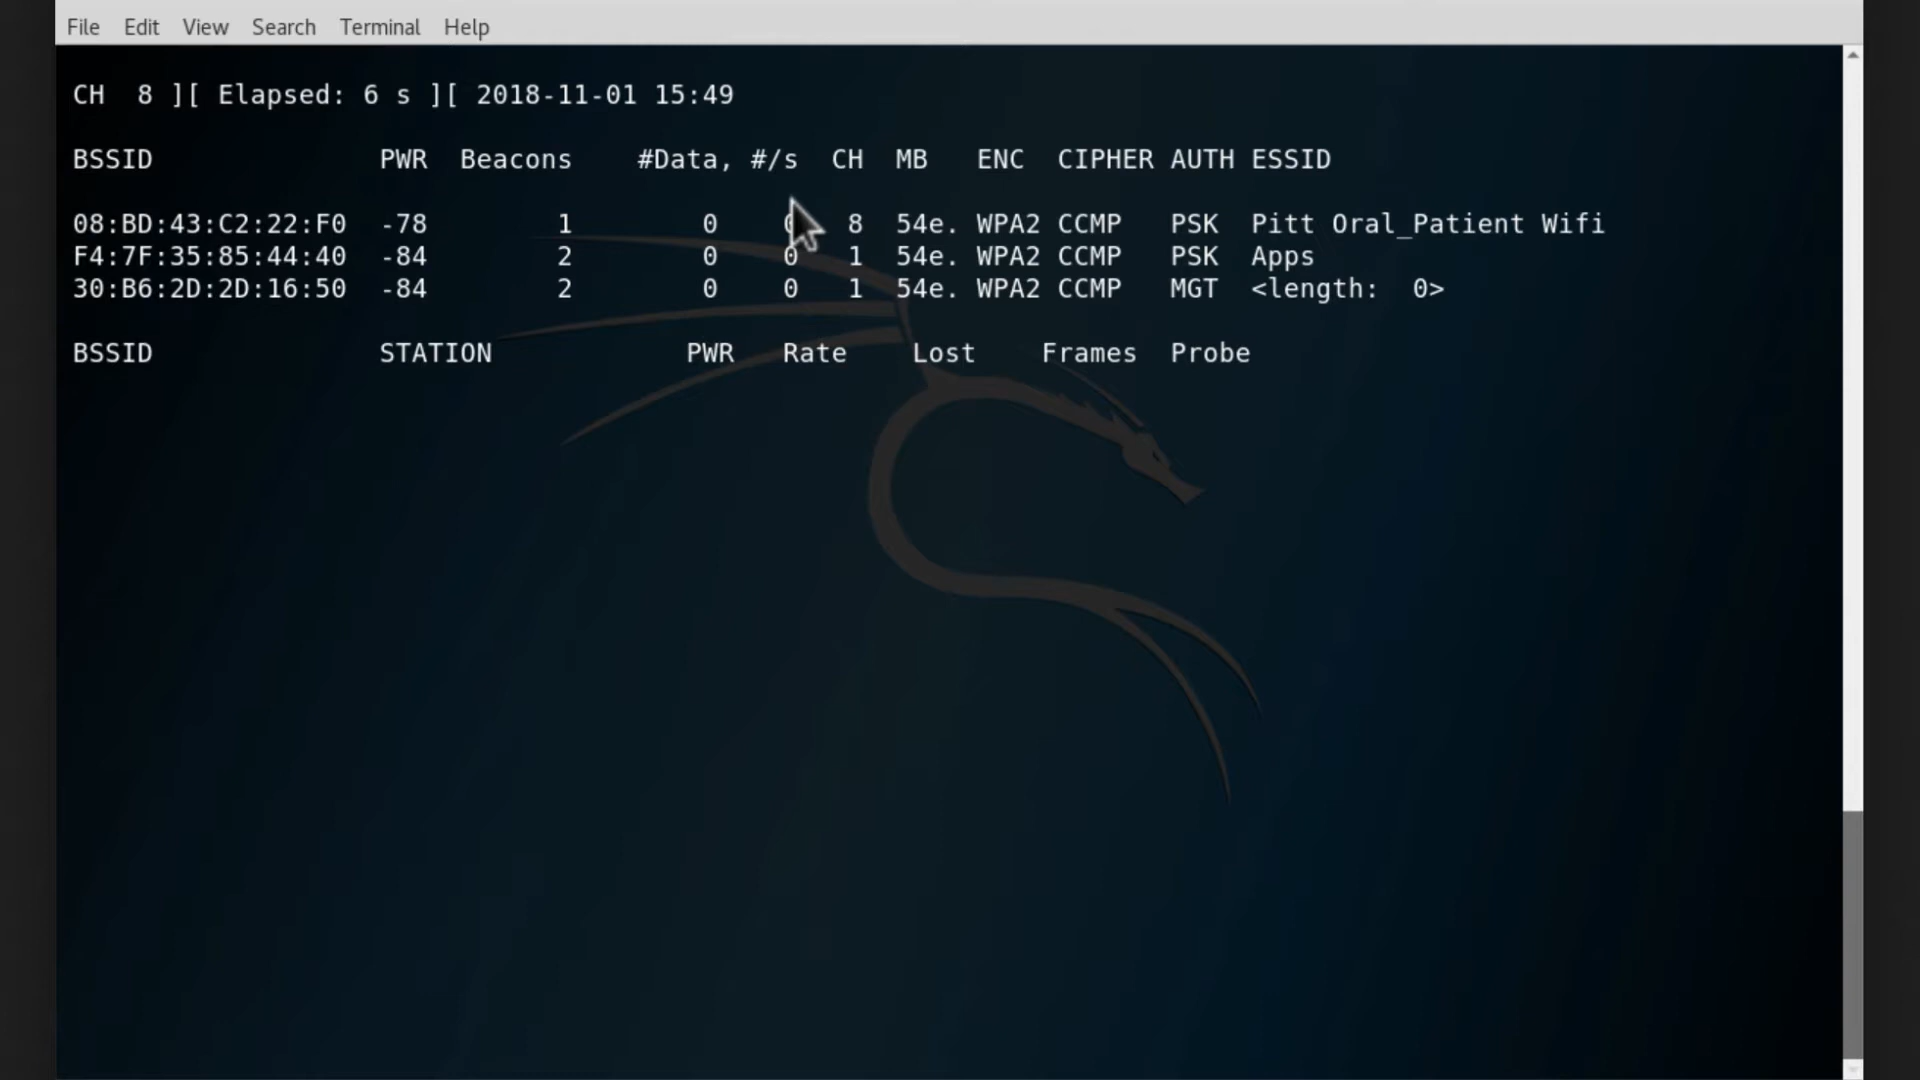 File Edit View Search Terminal Help
CH  8 ][ Elapsed: 6 s ][ 2018-11-01 15:49
BSSID              PWR  Beacons    #Data, #/s  CH  MB   ENC  CIPHER AUTH ESSID
08:BD:43:C2:22:F0  -78        1        0    0   8  54e. WPA2 CCMP   PSK  Pitt Oral_Patient Wifi
F4:7F:35:85:44:40  -84        2        0    0   1  54e. WPA2 CCMP   PSK  Apps
30:B6:2D:2D:16:50  -84        2        0    0   1  54e. WPA2 CCMP   MGT  <length:  0>
BSSID              STATION            PWR   Rate    Lost    Frames  Probe